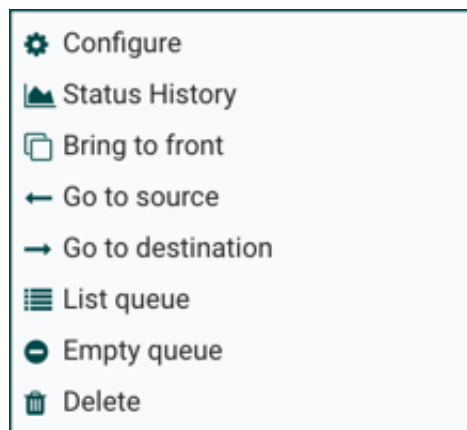 Configure
Status History
Bring to front
Go to source
Go to destination
List queue
Empty queue
Delete